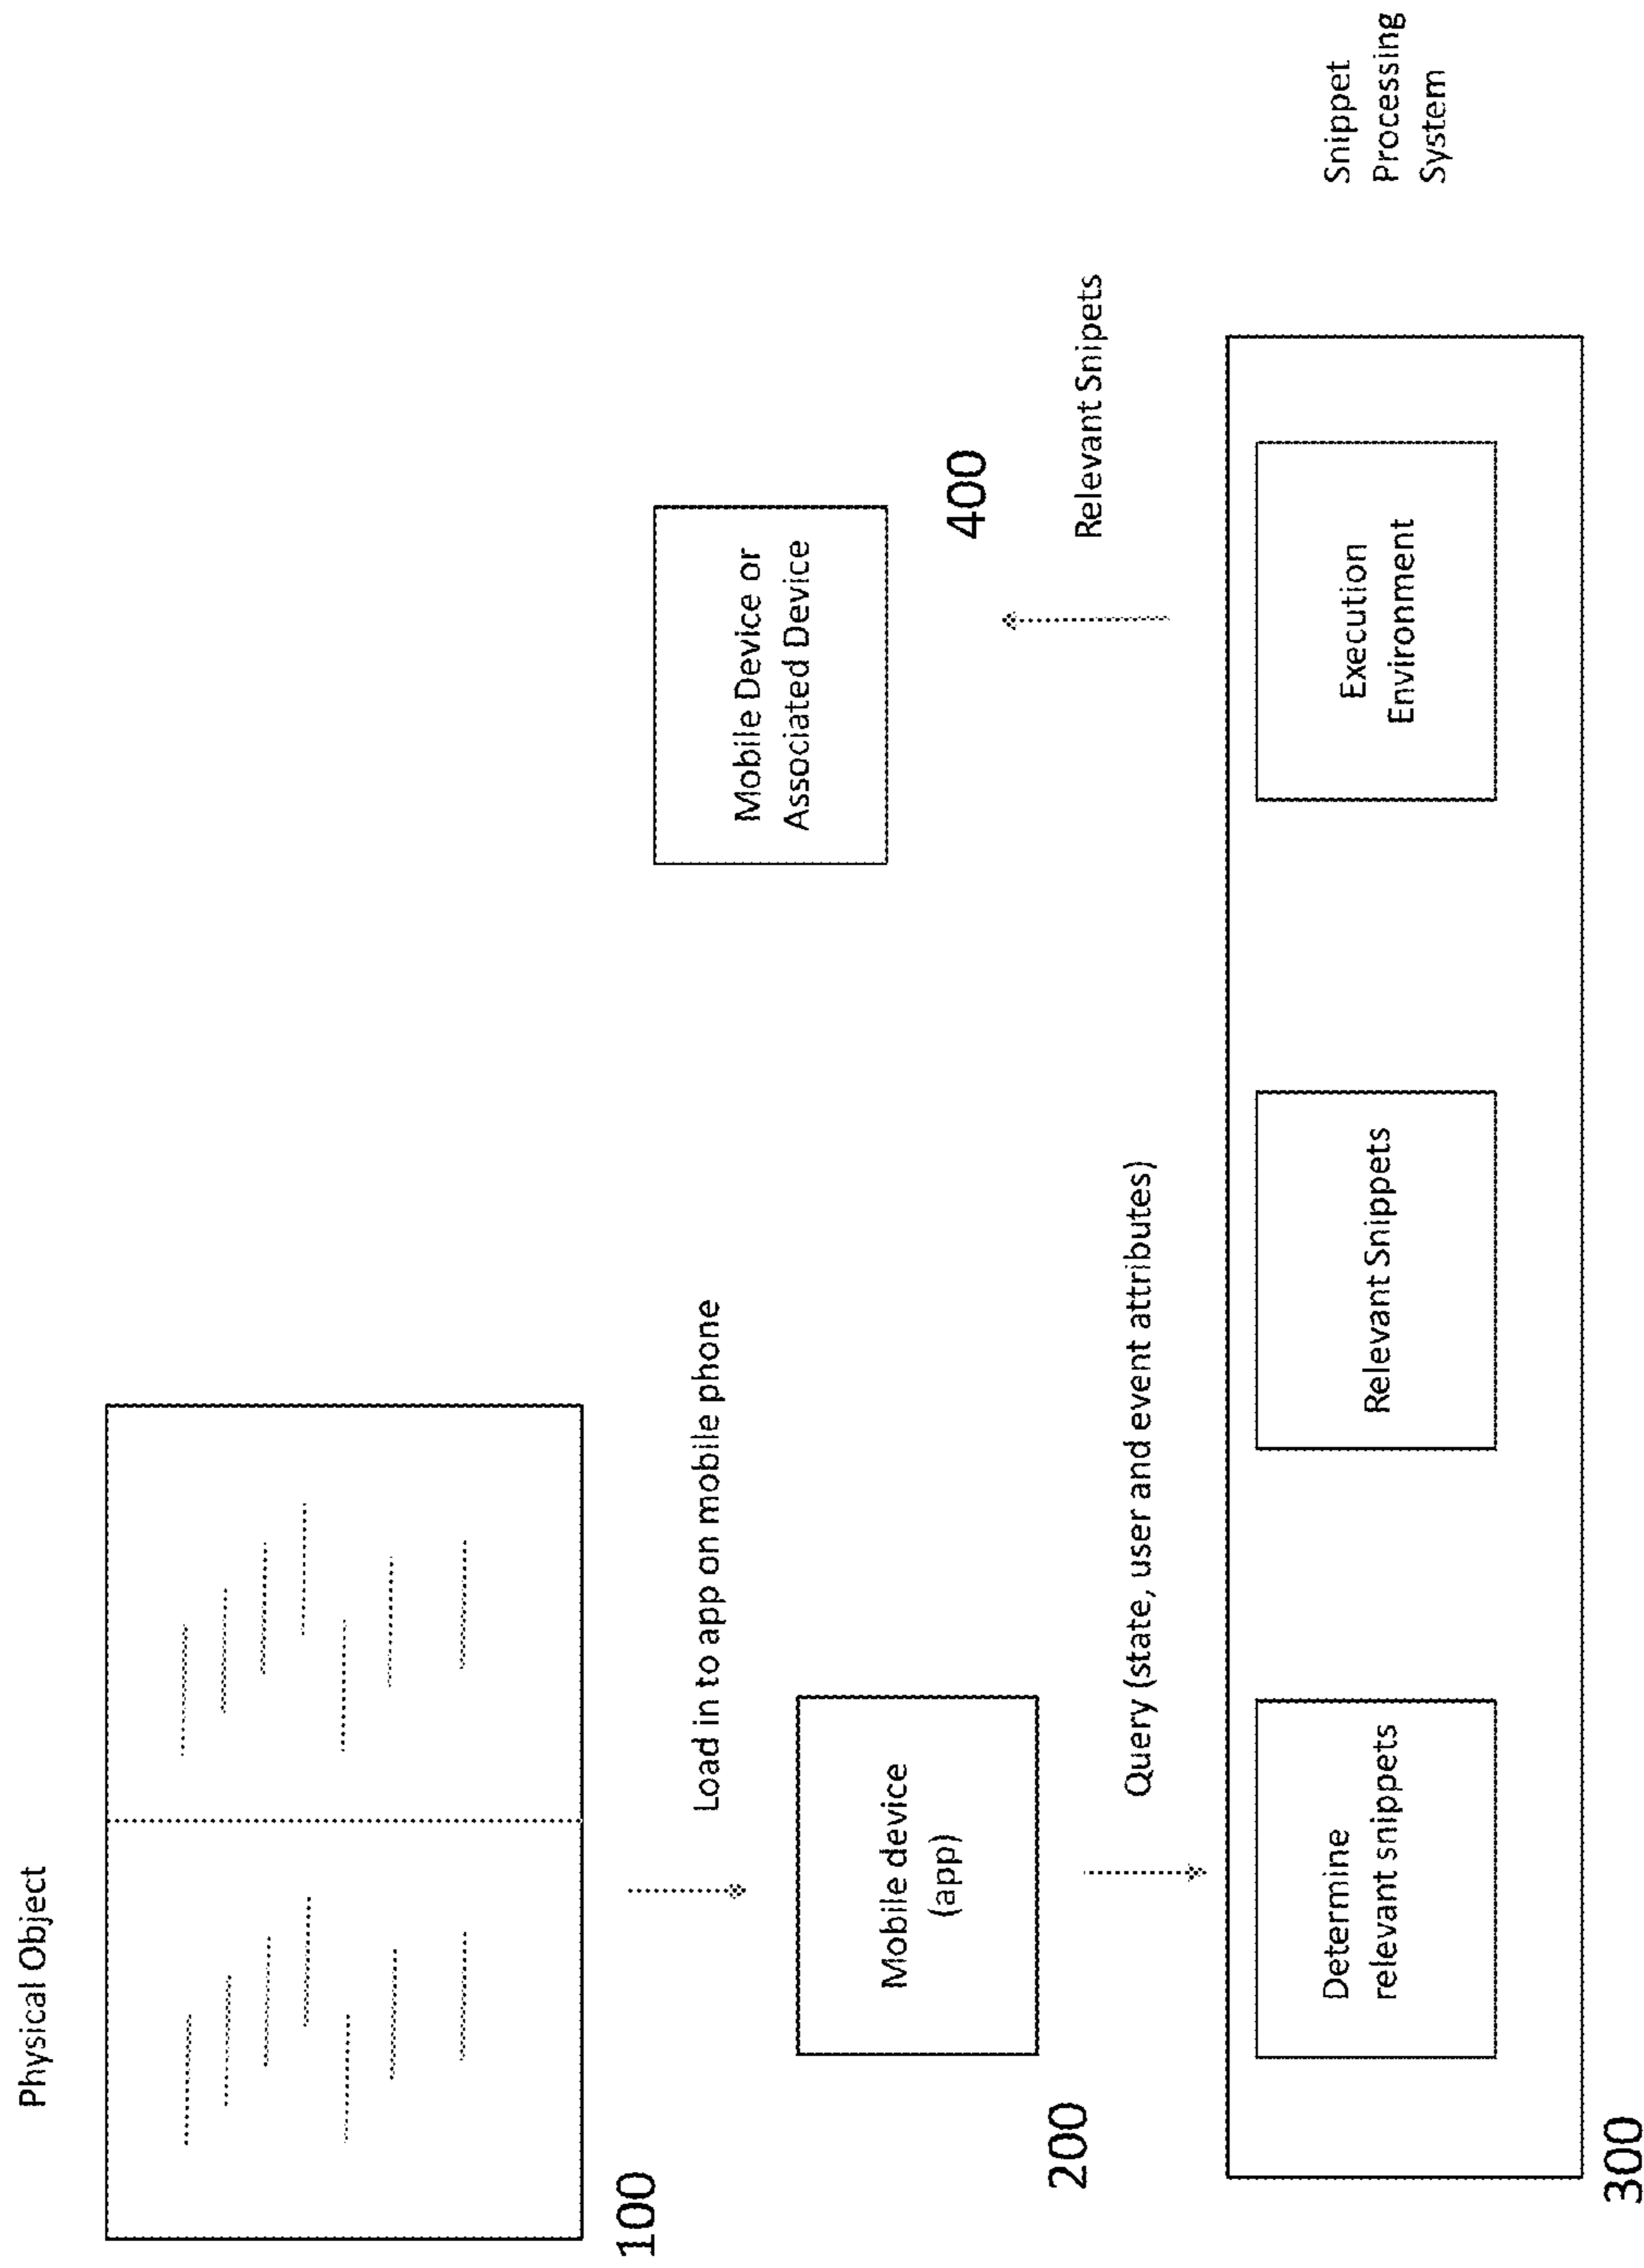 Physical Object
100
Load in to app on mobile phone
Mobile device
(app)
200
Query (state, user and event attributes)
Mobile Device or
Associated Device
400
Relevant Snipets
Determine
relevant snippets
Relevant Snippets
Execution
Environment
300
Snippet
Processing
System